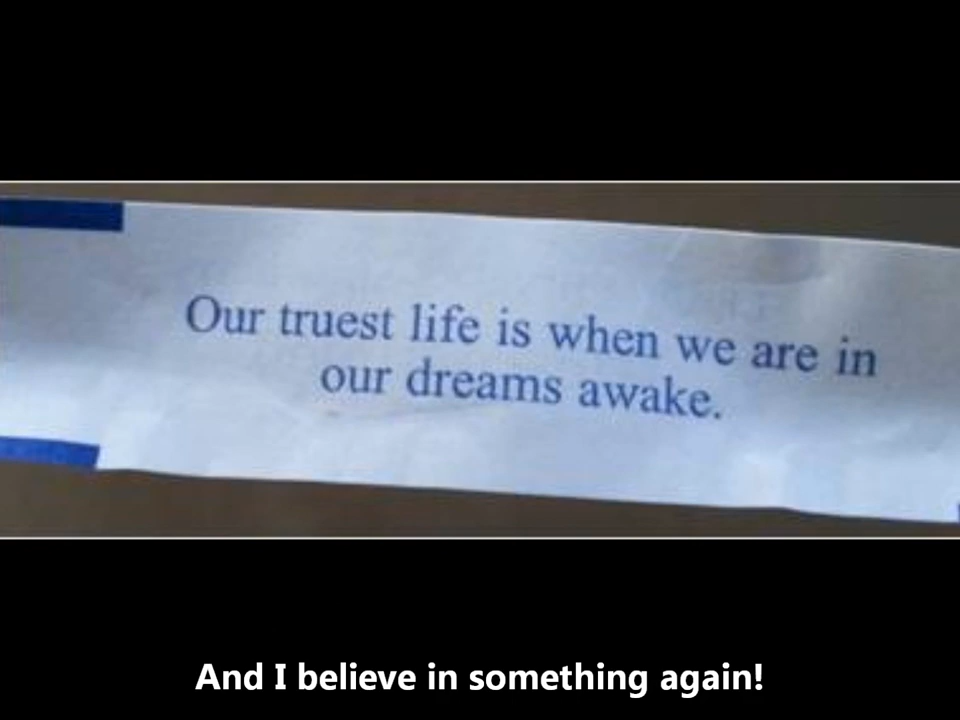 Our truest life is when we are in
our dreams awake.
And I believe in something again!